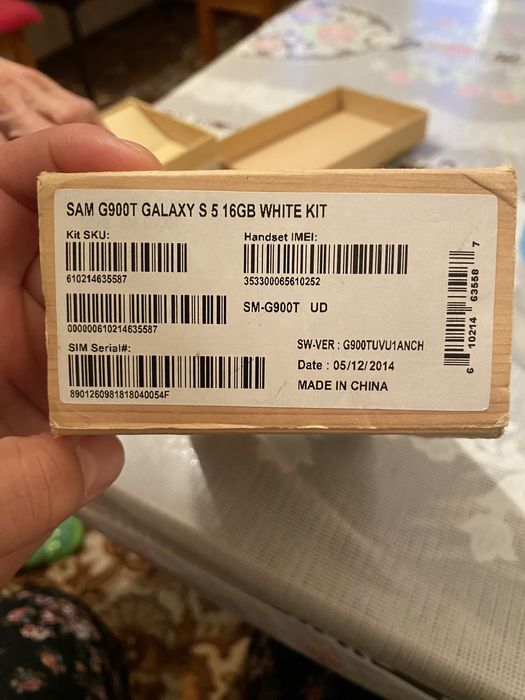 SAM G900T GALAXY S 5 16GB WHITE KIT
Kit SKU:
610214635587
Handset IMEI:
353300065610252
000000610214635587
SM-G900T UD
SIM Serial#:
8901260981818040054F
SW-VER : G900TUVU1ANCH
Date : 05/12/2014
MADE IN CHINA
6 10214 63558 7